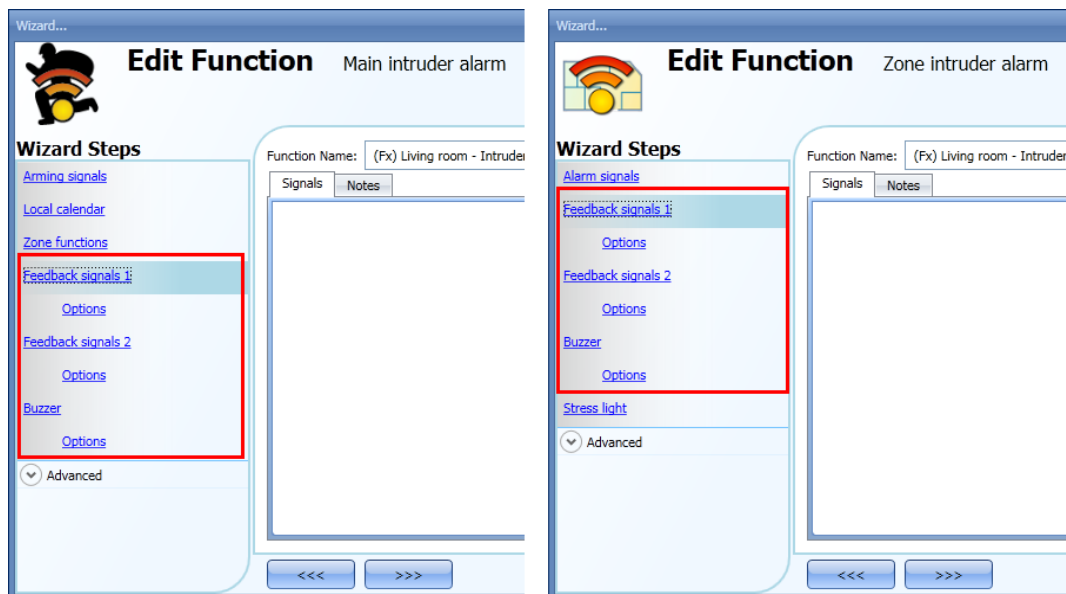 Wizard...
Edit Function Main intruder alarm
Wizard Steps
Arming signals
Local calendar
Zone functions
Feedback signals 1
Options
Feedback signals 2
Options
Buzzer
Options
Advanced
Function Name: (Fx) Living room - Intruder
Signals Notes
<<< >>>
Wizard...
Edit Function Zone intruder alarm
Wizard Steps
Alarm signals
Feedback signals 1
Options
Feedback signals 2
Options
Buzzer
Options
Stress light
Advanced
Function Name: (Fx) Living room - Intruder
Signals Notes
<<< >>>